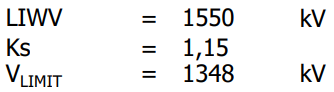 LIWV = 1550 kV
Ks = 1,15
VLIMIT = 1348 kV